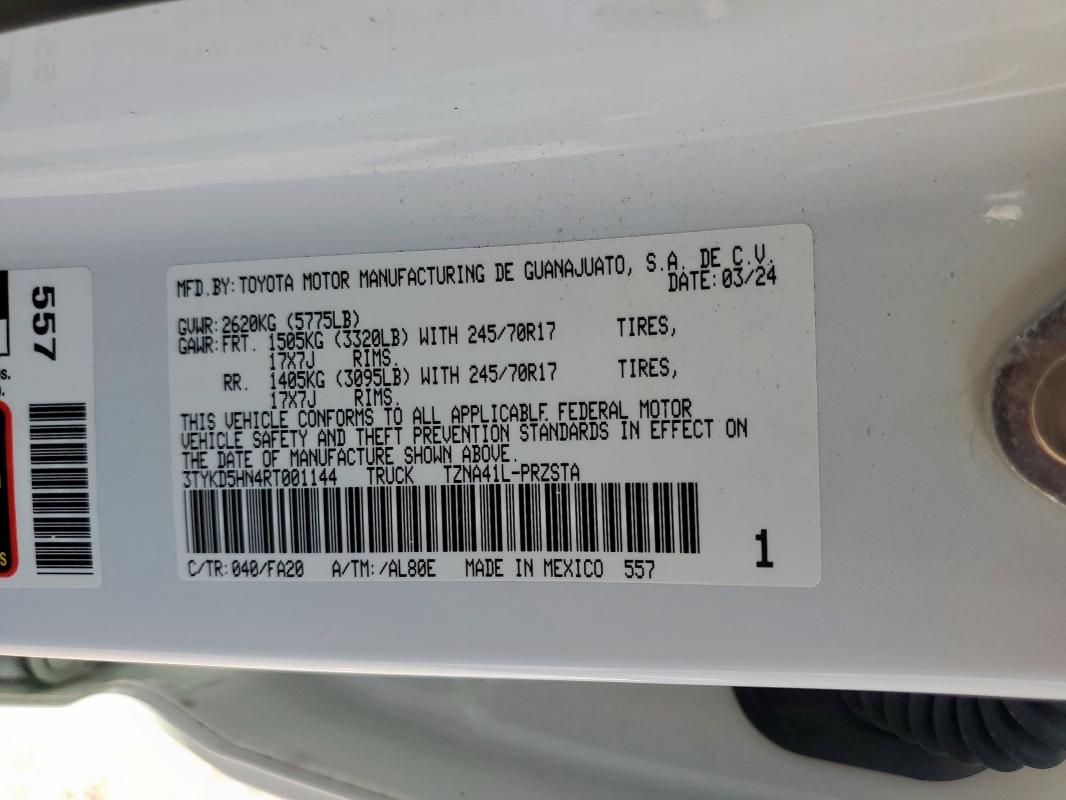 MFD.BY: TOYOTA MOTOR MANUFACTURING DE GUANAJUATO, S.A. DE C.V.
DATE: 03/24
GVWR: 2620KG (5775LB)
GAWR: FRT. 1505KG (3320LB) WITH 245/70R17 TIRES,
17X7J RIMS.
RR. 1405KG (3095LB) WITH 245/70R17 TIRES,
17X7J RIMS.
THIS VEHICLE CONFORMS TO ALL APPLICABLE FEDERAL MOTOR
VEHICLE SAFETY AND THEFT PREVENTION STANDARDS IN EFFECT ON
THE DATE OF MANUFACTURE SHOWN ABOVE.
3TYKD5HN4RT001144 TRUCK TZNA41L-PRZSTA
C/TR: 040/FA20 A/TM: /AL80E MADE IN MEXICO 557
1
557